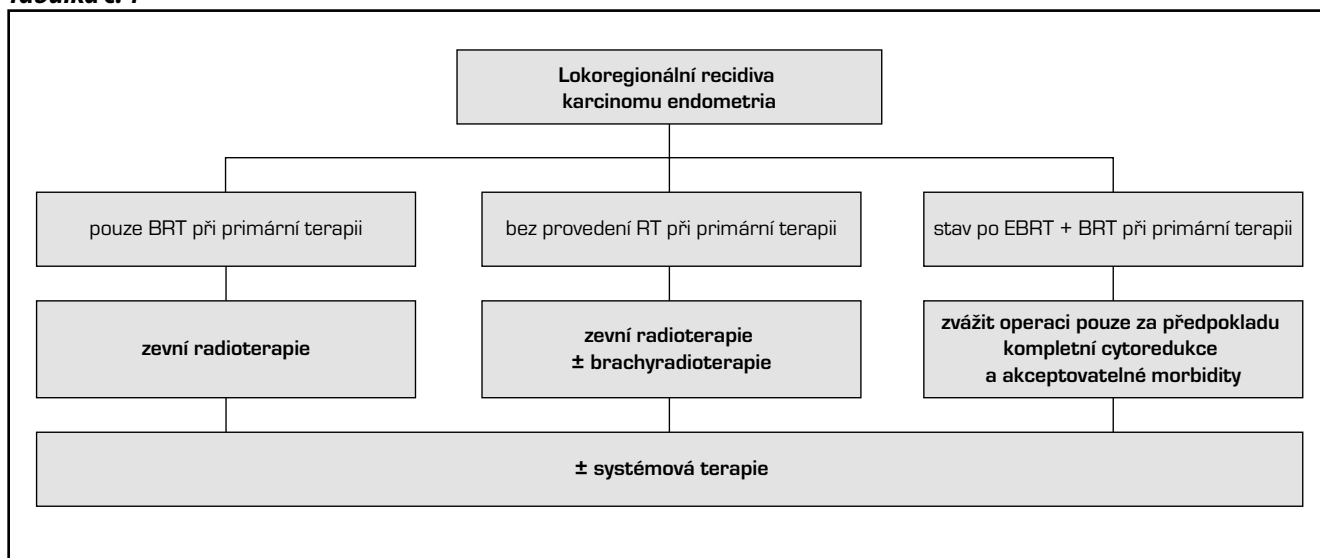 Lokoregionální recidiva
karcinomu endometria
pouze BRT při primární terapii
bez provedení RT při primární terapii
stav po EBRT + BRT při primární terapii
zevní radioterapie
zevní radioterapie
± brachyradioterapie
zvážit operaci pouze za předpokladu
kompletní cytoredukce
a akceptovatelné morbidity
± systémová terapie